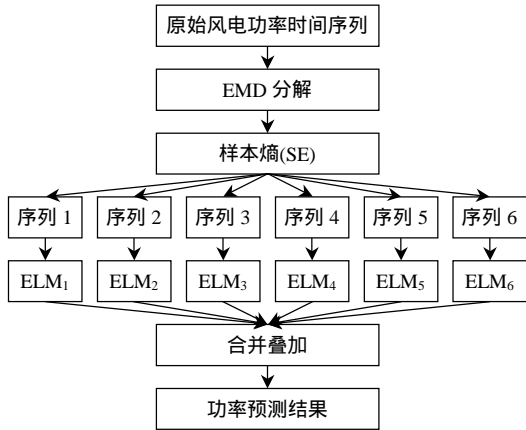 原始风电功率时间序列
EMD 分解
样本熵(SE)
序列 1 序列 2 序列 3 序列 4 序列 5 序列 6
ELM₁ ELM₂ ELM₃ ELM₄ ELM₅ ELM₆
合并叠加
功率预测结果